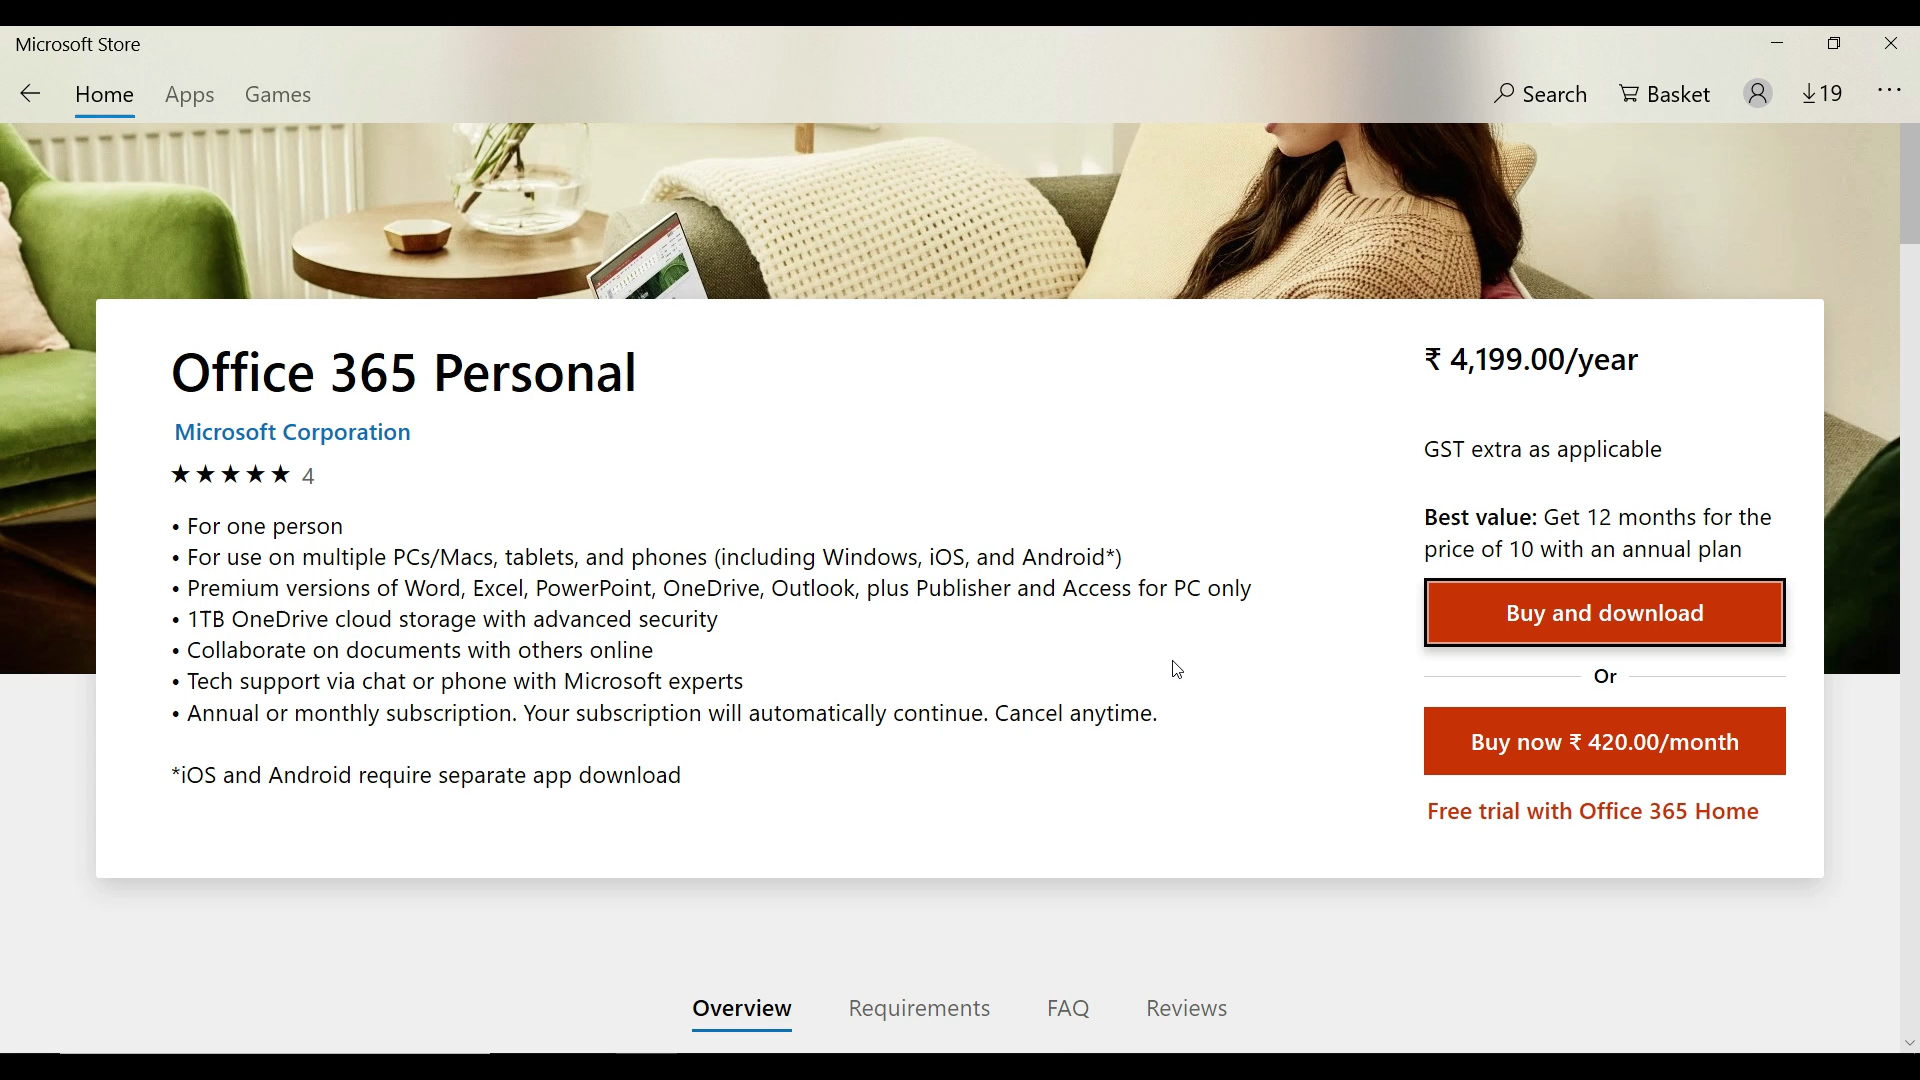 Microsoft Store
Home Apps Games Search Basket 19
Office 365 Personal
Microsoft Corporation
★★★★★ 4
• For one person
• For use on multiple PCs/Macs, tablets, and phones (including Windows, iOS, and Android*)
• Premium versions of Word, Excel, PowerPoint, OneDrive, Outlook, plus Publisher and Access for PC only
• 1TB OneDrive cloud storage with advanced security
• Collaborate on documents with others online
• Tech support via chat or phone with Microsoft experts
• Annual or monthly subscription. Your subscription will automatically continue. Cancel anytime.
*iOS and Android require separate app download
₹ 4,199.00/year
GST extra as applicable
Best value: Get 12 months for the
price of 10 with an annual plan
Buy and download
Or
Buy now ₹ 420.00/month
Free trial with Office 365 Home
Overview Requirements FAQ Reviews